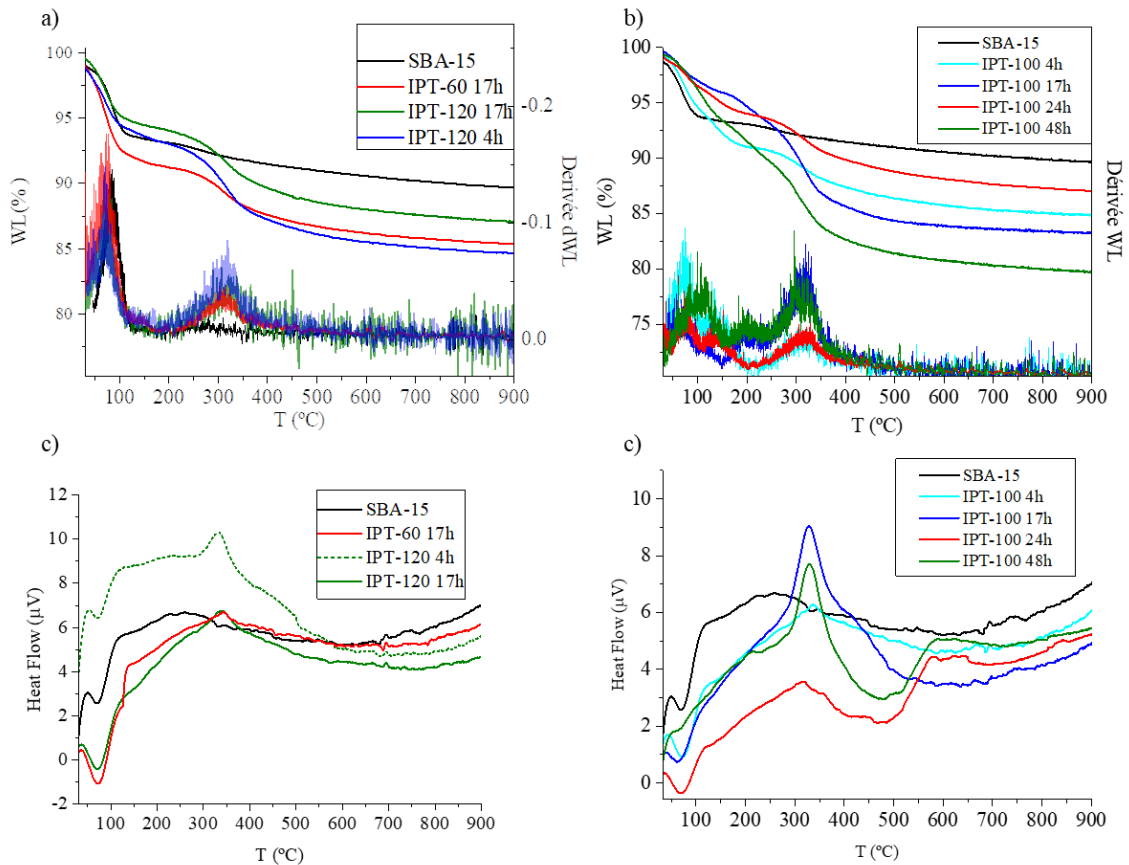 a)
SBA-15
IPT-60 17h
IPT-120 17h
IPT-120 4h
100
95
90
85
80
WL (%)
-0.2
-0.1
0.0
Derivée dWL
100 200 300 400 500 600 700 800 900
T (ºC)
b)
SBA-15
IPT-100 4h
IPT-100 17h
IPT-100 24h
IPT-100 48h
100
95
90
85
80
75
WL (%)
Dérivée WL
100 200 300 400 500 600 700 800 900
T (ºC)
c)
SBA-15
IPT-60 17h
IPT-120 4h
IPT-120 17h
12
10
8
6
4
2
0
-2
Heat Flow (µV)
100 200 300 400 500 600 700 800 900
T (ºC)
c)
SBA-15
IPT-100 4h
IPT-100 17h
IPT-100 24h
IPT-100 48h
10
8
6
4
2
0
Heat Flow (µV)
100 200 300 400 500 600 700 800 900
T (ºC)